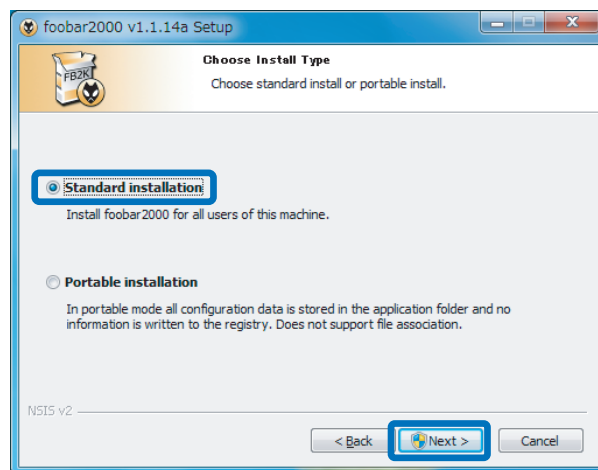 foobar2000 v1.1.14a Setup
FB2K
Choose Install Type
Choose standard install or portable install.
Standard installation
Install foobar2000 for all users of this machine.
Portable installation
In portable mode all configuration data is stored in the application folder and no
information is written to the registry. Does not support file association.
NSIS v2
< Back Next > Cancel